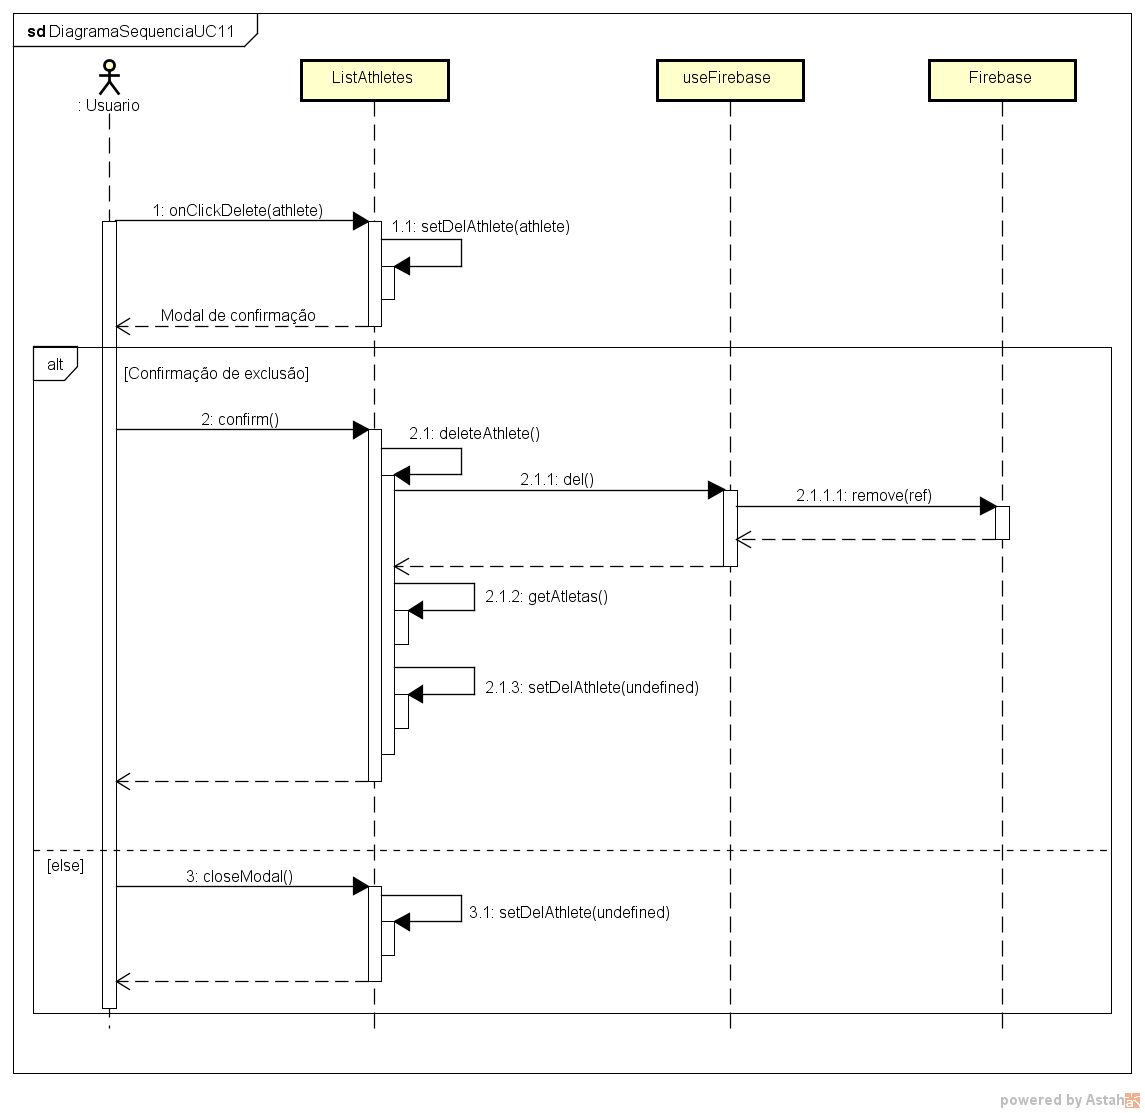 sd DiagramaSequenciaUC11
: Usuario
ListAthletes
useFirebase
Firebase
1: onClickDelete(athlete)
1.1: setDelAthlete(athlete)
Modal de confirmação
alt
[Confirmação de exclusão]
2: confirm()
2.1: deleteAthlete()
2.1.1: del()
2.1.1.1: remove(ref)
2.1.2: getAtletas()
2.1.3: setDelAthlete(undefined)
[else]
3: closeModal()
3.1: setDelAthlete(undefined)
powered by Astah